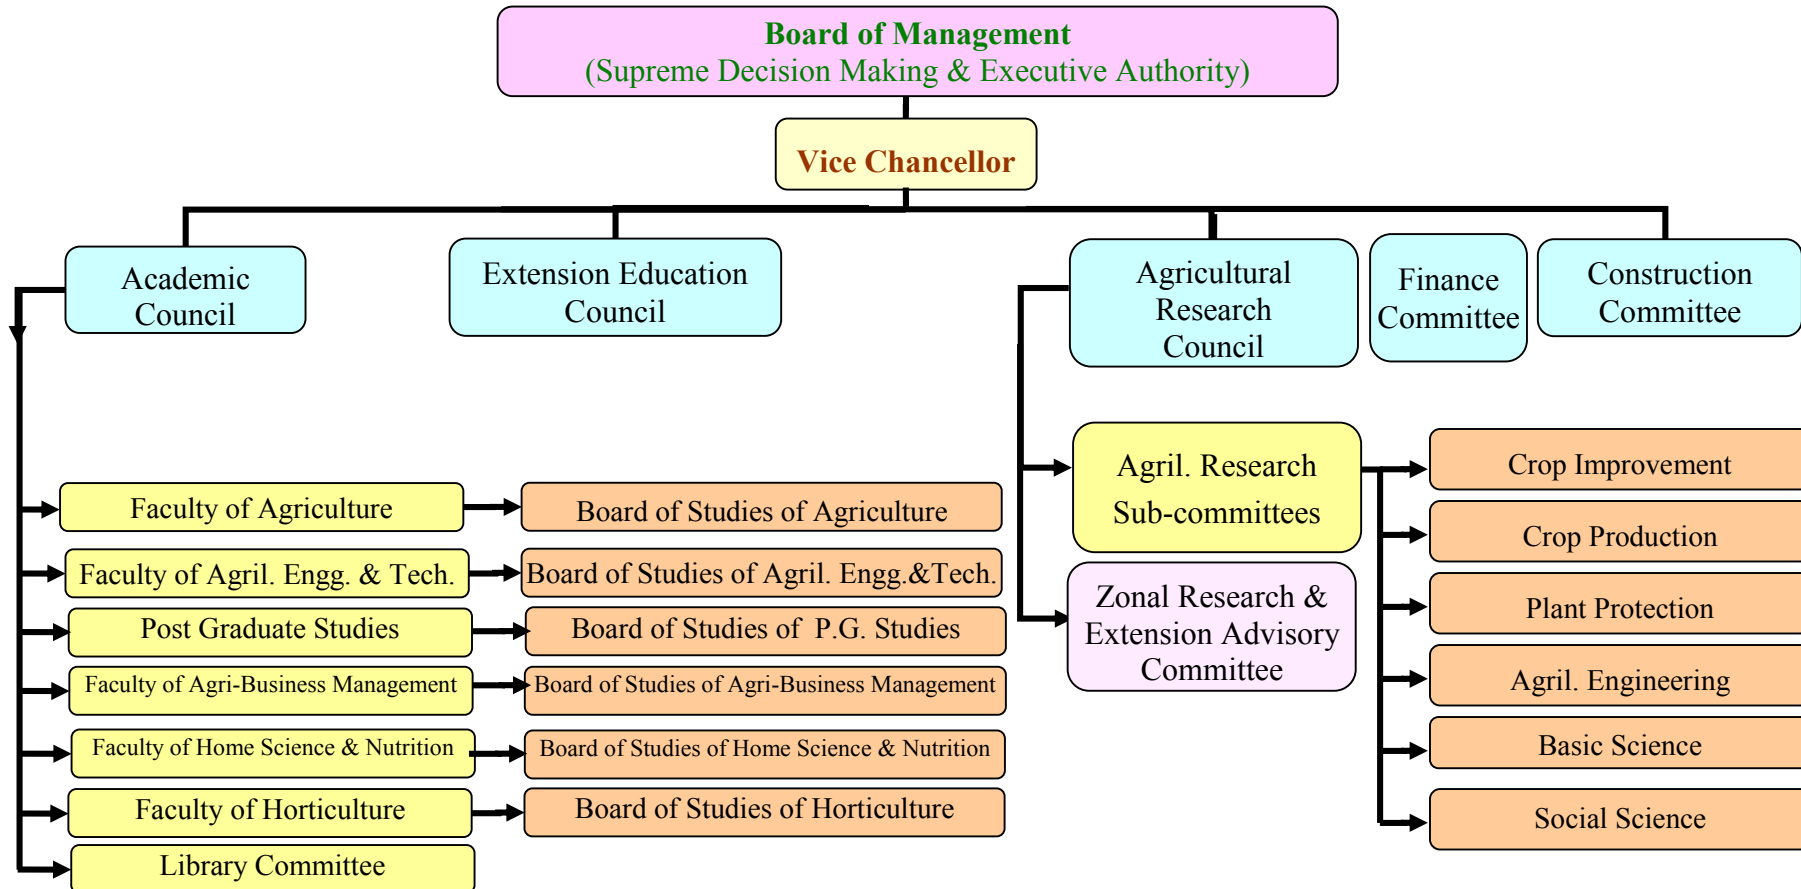 Board of Management
(Supreme Decision Making & Executive Authority)
Vice Chancellor
Academic
Council
Extension Education
Council
Agricultural
Research
Council
Finance
Committee
Construction
Committee
Faculty of Agriculture
Board of Studies of Agriculture
Faculty of Agril. Engg. & Tech.
Board of Studies of Agril. Engg.&Tech.
Post Graduate Studies
Board of Studies of P.G. Studies
Faculty of Agri-Business Management
Board of Studies of Agri-Business Management
Faculty of Home Science & Nutrition
Board of Studies of Home Science & Nutrition
Faculty of Horticulture
Board of Studies of Horticulture
Library Committee
Agril. Research
Sub-committees
Zonal Research &
Extension Advisory
Committee
Crop Improvement
Crop Production
Plant Protection
Agril. Engineering
Basic Science
Social Science